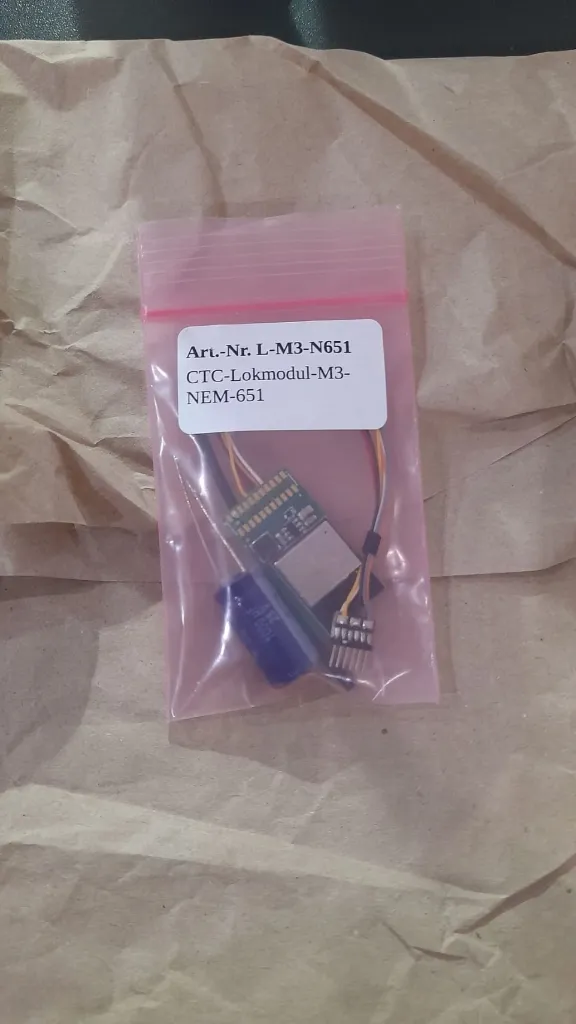 Art.-Nr. L-M3-N651
CTC-Lokmodul-M3-
NEM-651